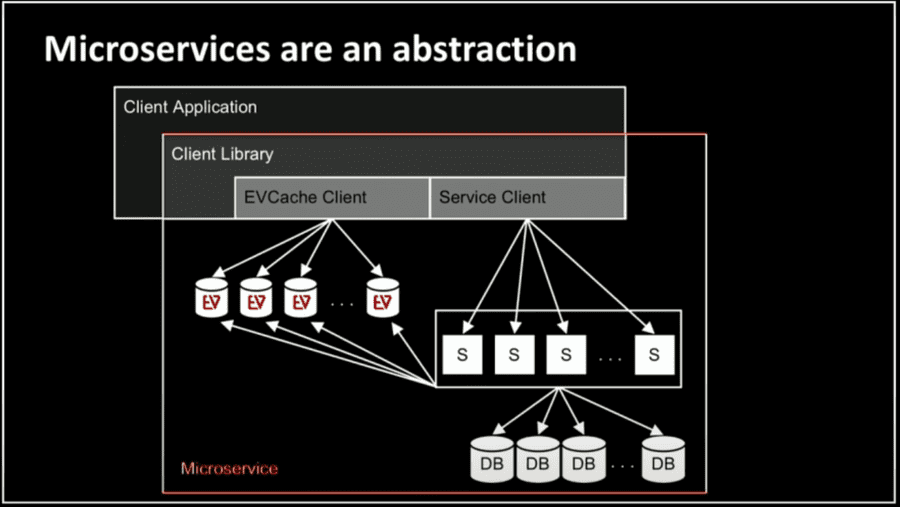 Microservices are an abstraction
Client Application
Client Library
EVCache Client Service Client
EV EV EV ... EV
S S S ... S
DB DB DB ... DB
Microservice